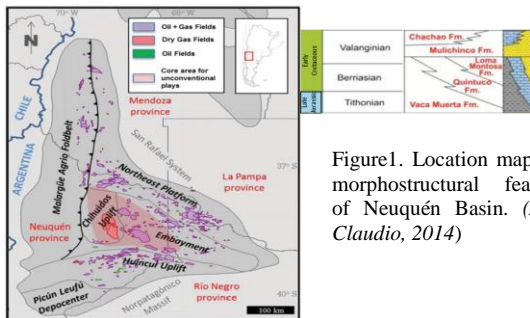 70° W
68° W
N
Oil + Gas Fields
Dry Gas Fields
Oil Fields
Core area for
unconventional plays
CHILE
ARGENTINA
Mendoza
province
San Rafael System
37° S
La Pampa
province
Malargüe Agrio Foldbelt
Northeast Platform
Chihuidos
Uplift
Neuquén
province
Embayment
Huincul Uplift
Picún Leufú
Depocenter
Norpatagónico
Massif
Río Negro
province
40° S
100 km
Early
Cretaceous
Late
Jurassic
Valanginian
Berriasian
Tithonian
Chachao Fm.
Mulichinco Fm.
Loma
Montosa
Fm.
Quintuco
Fm.
Vaca Muerta Fm.
Figure1. Location map
morphostructural fea
of Neuquén Basin.
Claudio, 2014)